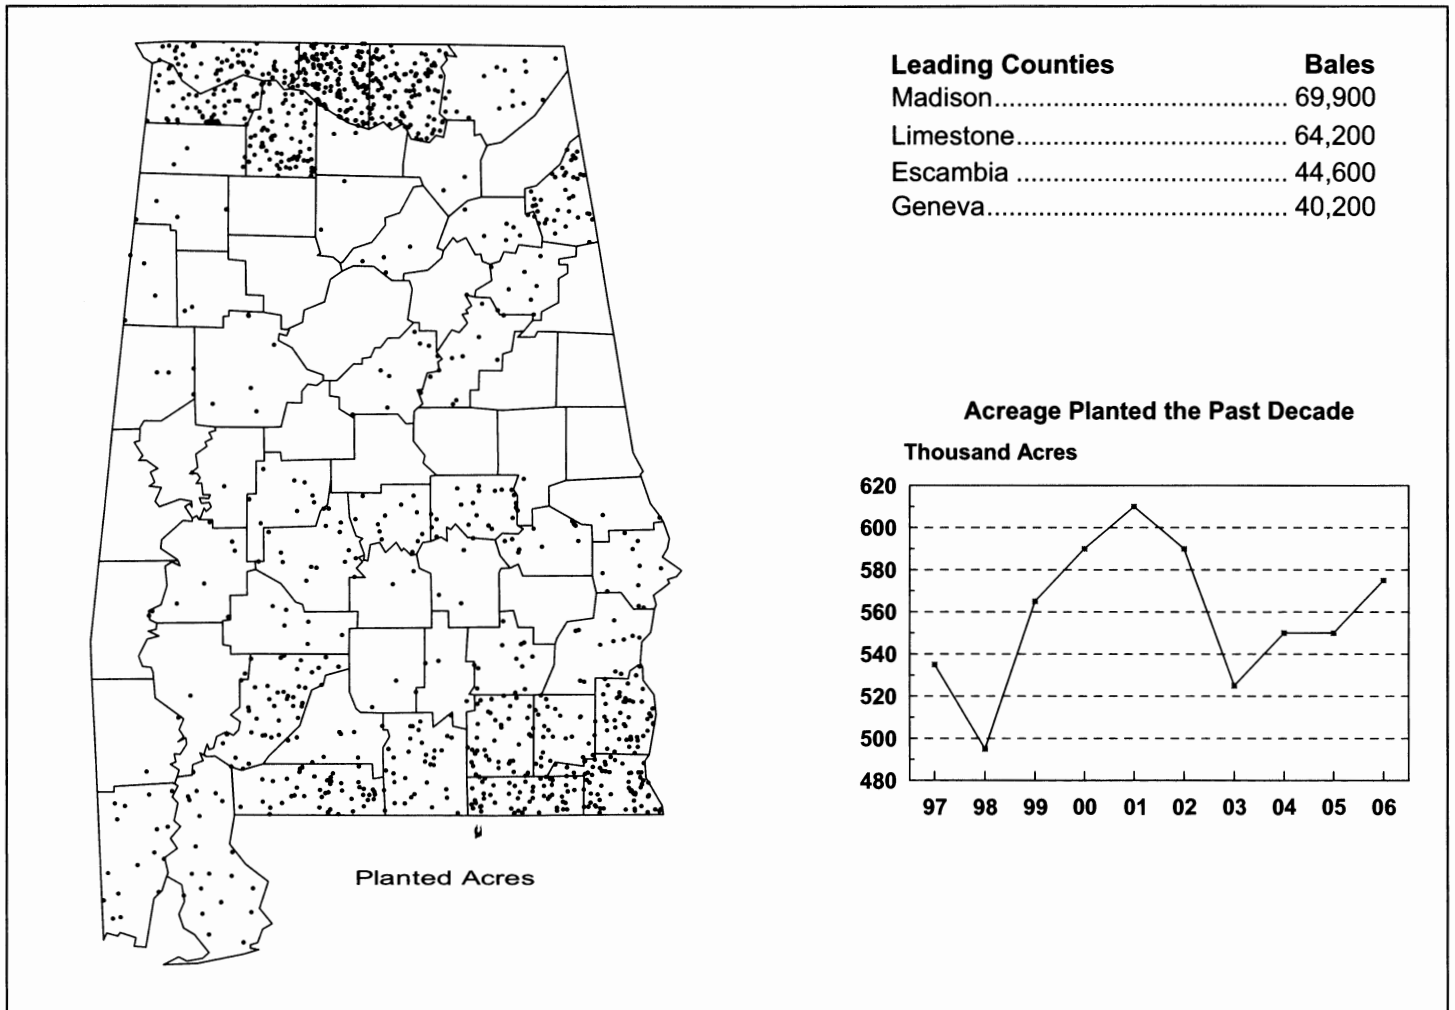 Leading Counties Bales
Madison.................................... 69,900
Limestone................................. 64,200
Escambia ................................. 44,600
Geneva..................................... 40,200
Acreage Planted the Past Decade
Thousand Acres
620
600
580
560
540
520
500
480
97 98 99 00 01 02 03 04 05 06
Planted Acres